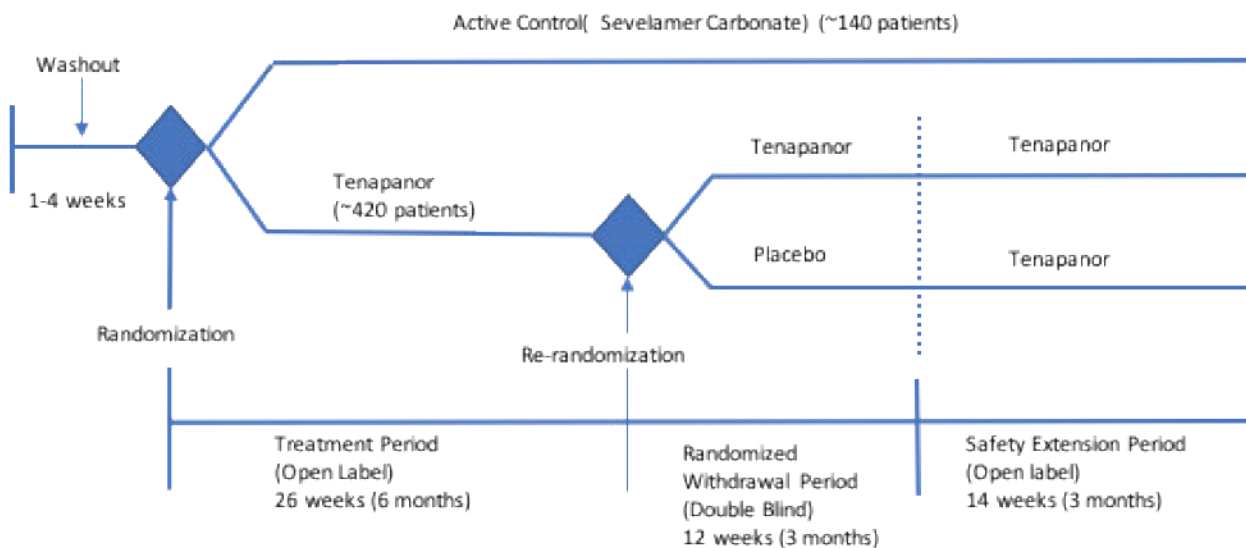 Active Control( Sevelamer Carbonate) (~140 patients)
Washout
1-4 weeks
Tenapanor
(~420 patients)
Tenapanor
Tenapanor
Placebo
Tenapanor
Randomization
Re-randomization
Treatment Period
(Open Label)
26 weeks (6 months)
Randomized
Withdrawal Period
(Double Blind)
12 weeks (3 months)
Safety Extension Period
(Open label)
14 weeks (3 months)